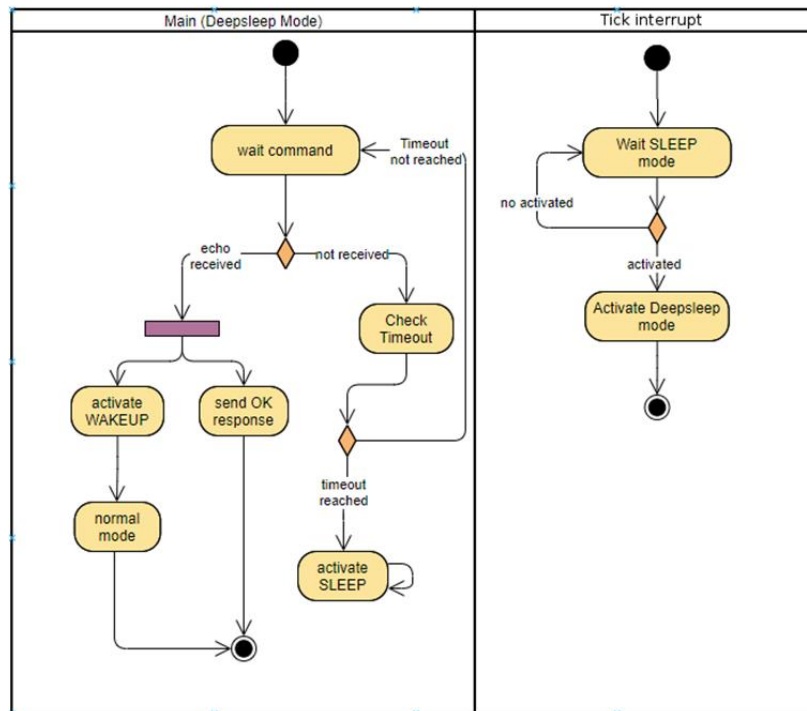 Main (Deepsleep Mode)
wait command
Timeout
not reached
echo
received
not received
Check
Timeout
activate
WAKEUP
send OK
response
timeout
reached
normal
mode
activate
SLEEP
Tick interrupt
Wait SLEEP
mode
no activated
activated
Activate Deepsleep
mode